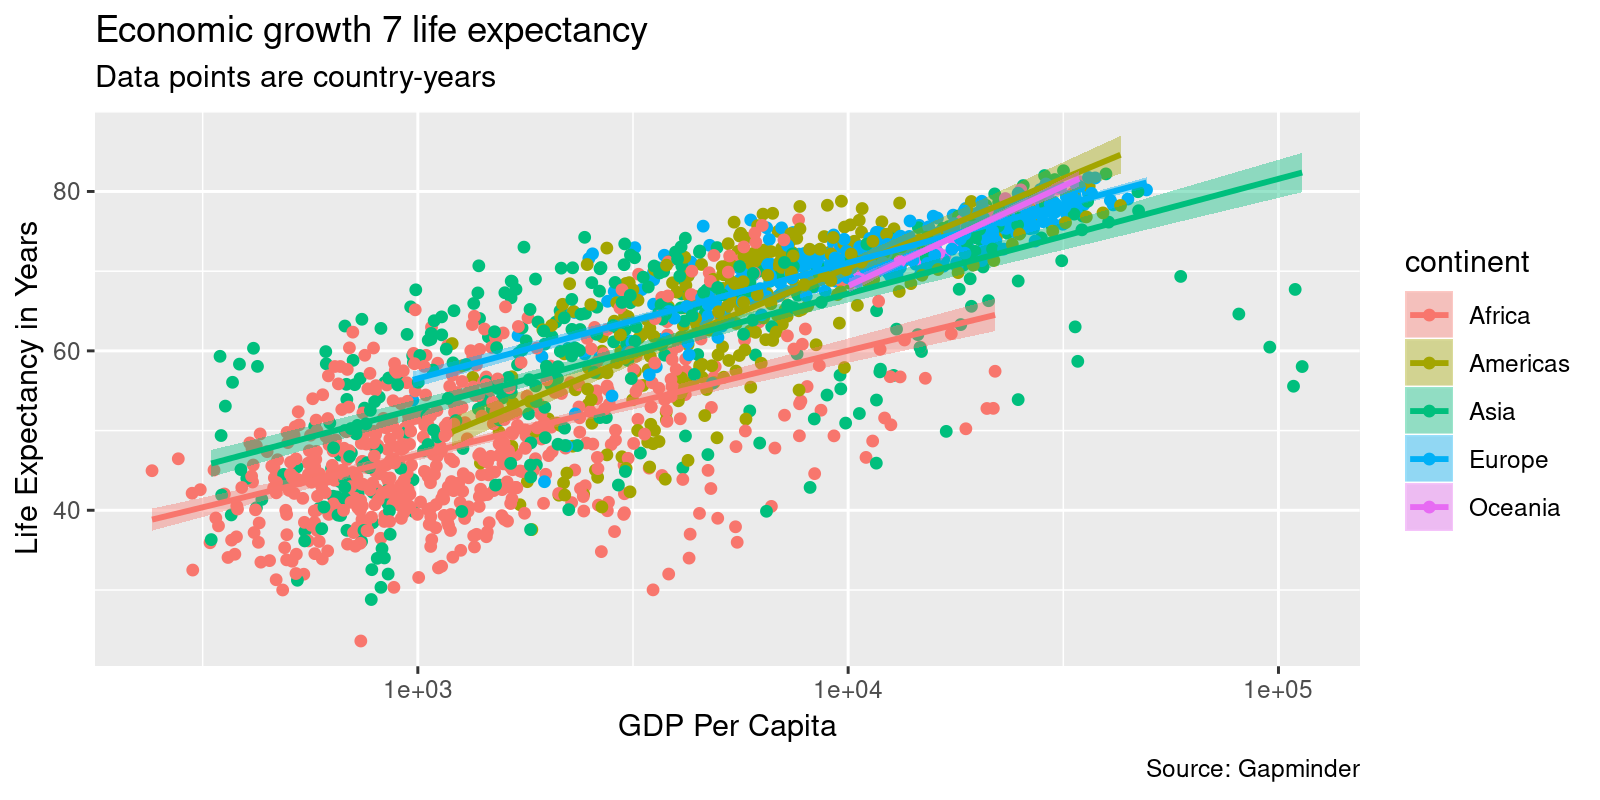 Economic growth 7 life expectancy
Data points are country-years
Life Expectancy in Years
80
60
40
1e+03
1e+04
1e+05
GDP Per Capita
continent
Africa
Americas
Asia
Europe
Oceania
Source: Gapminder